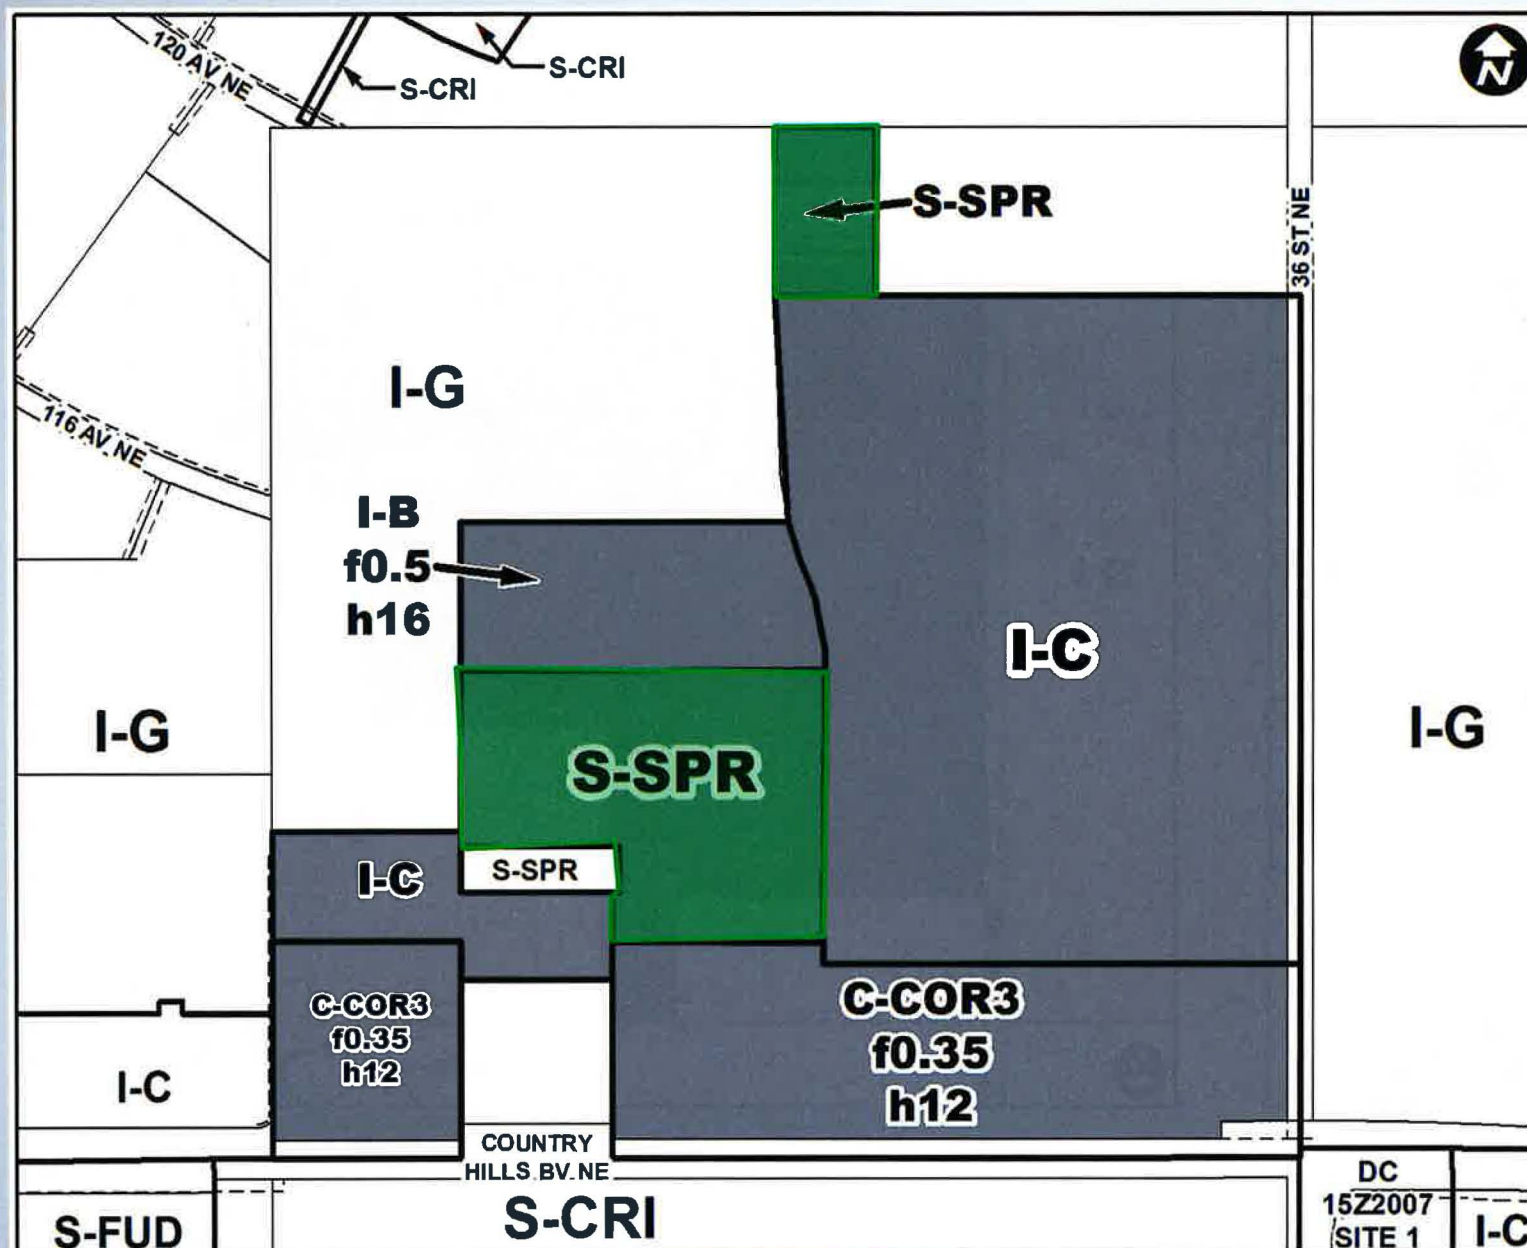 120 AV NE
S-CRI
S-CRI
N
S-SPR
36 ST NE
I-G
116 AV NE
I-B
f0.5
h16
I-C
I-G
I-G
S-SPR
S-SPR
I-C
C-COR3
f0.35
h12
C-COR3
f0.35
h12
I-C
COUNTRY
HILLS BV NE
S-CRI
S-FUD
DC
15Z2007
SITE 1
I-C